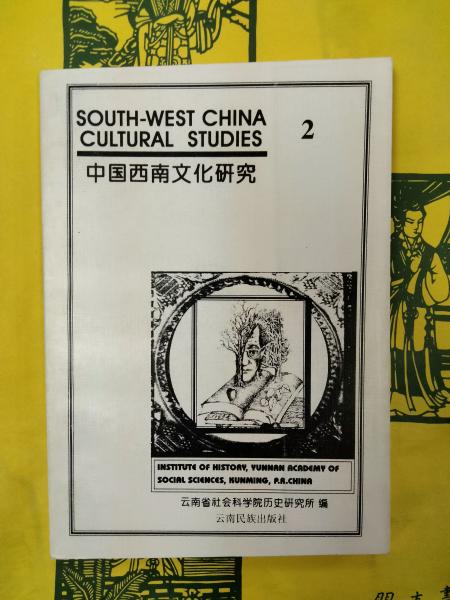 SOUTH-WEST CHINA
CULTURAL STUDIES
2
中国西南文化研究
INSTITUTE OF HISTORY, YUNNAN ACADEMY OF
SOCIAL SCIENCES, KUNMING, P.R.CHINA
云南省社会科学院历史研究所 编
云南民族出版社